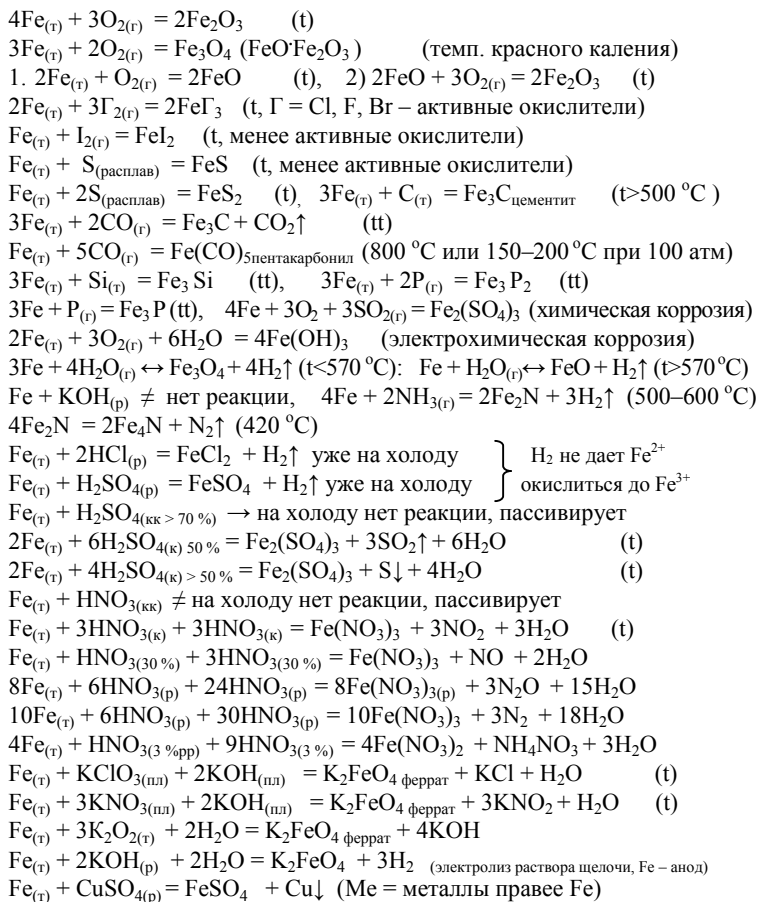 4Fe(т) + 3O2(г) = 2Fe2O3 (t)
3Fe(т) + 2O2(г) = Fe3O4 (FeO·Fe2O3 ) (темп. красного каления)
1. 2Fe(т) + O2(г) = 2FeO (t), 2) 2FeO + 3O2(г) = 2Fe2O3 (t)
2Fe(т) + 3Г2(г) = 2FeГ3 (t, Г = Cl, F, Br – активные окислители)
Fe(т) + I2(г) = FeI2 (t, менее активные окислители)
Fe(т) + S(расплав) = FeS (t, менее активные окислители)
Fe(т) + 2S(расплав) = FeS2 (t), 3Fe(т) + C(т) = Fe3Cцементит (t>500 °C )
3Fe(т) + 2CO(г) = Fe3C + CO2↑ (tt)
Fe(т) + 5CO(г) = Fe(CO)5пентакарбонил (800 °C или 150–200 °C при 100 атм)
3Fe(т) + Si(т) = Fe3 Si (tt), 3Fe(т) + 2P(г) = Fe3 P2 (tt)
3Fe + P(г) = Fe3 P (tt), 4Fe + 3O2 + 3SO2(г) = Fe2(SO4)3 (химическая коррозия)
2Fe(т) + 3O2(г) + 6H2O = 4Fe(OH)3 (электрохимическая коррозия)
3Fe + 4H2O(г) ↔ Fe3O4 + 4H2↑ (t<570 °C): Fe + H2O(г)↔ FeO + H2↑ (t>570°C)
Fe + KOH(р) ≠ нет реакции, 4Fe + 2NH3(г) = 2Fe2N + 3H2↑ (500–600 °C)
4Fe2N = 2Fe4N + N2↑ (420 °C)
Fe(т) + 2HCl(р) = FeCl2 + H2↑ уже на холоду H2 не дает Fe2+
Fe(т) + H2SO4(р) = FeSO4 + H2↑ уже на холоду окислиться до Fe3+
Fe(т) + H2SO4(кк > 70 %) → на холоду нет реакции, пассивирует
2Fe(т) + 6H2SO4(к) 50 % = Fe2(SO4)3 + 3SO2↑ + 6H2O (t)
2Fe(т) + 4H2SO4(к) > 50 % = Fe2(SO4)3 + S↓ + 4H2O (t)
Fe(т) + HNO3(кк) ≠ на холоду нет реакции, пассивирует
Fe(т) + 3HNO3(к) + 3HNO3(к) = Fe(NO3)3 + 3NO2 + 3H2O (t)
Fe(т) + HNO3(30 %) + 3HNO3(30 %) = Fe(NO3)3 + NO + 2H2O
8Fe(т) + 6HNO3(р) + 24HNO3(р) = 8Fe(NO3)3(р) + 3N2O + 15H2O
10Fe(т) + 6HNO3(р) + 30HNO3(р) = 10Fe(NO3)3 + 3N2 + 18H2O
4Fe(т) + HNO3(3 %рр) + 9HNO3(3 %) = 4Fe(NO3)2 + NH4NO3 + 3H2O
Fe(т) + KClO3(пл) + 2KOH(пл) = K2FeO4 феррат + KCl + H2O (t)
Fe(т) + 3KNO3(пл) + 2KOH(пл) = K2FeO4 феррат + 3KNO2 + H2O (t)
Fe(т) + 3K2O2(т) + 2H2O = K2FeO4 феррат + 4KOH
Fe(т) + 2KOH(р) + 2H2O = K2FeO4 + 3H2 (электролиз раствора щелочи, Fe – анод)
Fe(т) + CuSO4(р) = FeSO4 + Cu↓ (Me = металлы правее Fe)